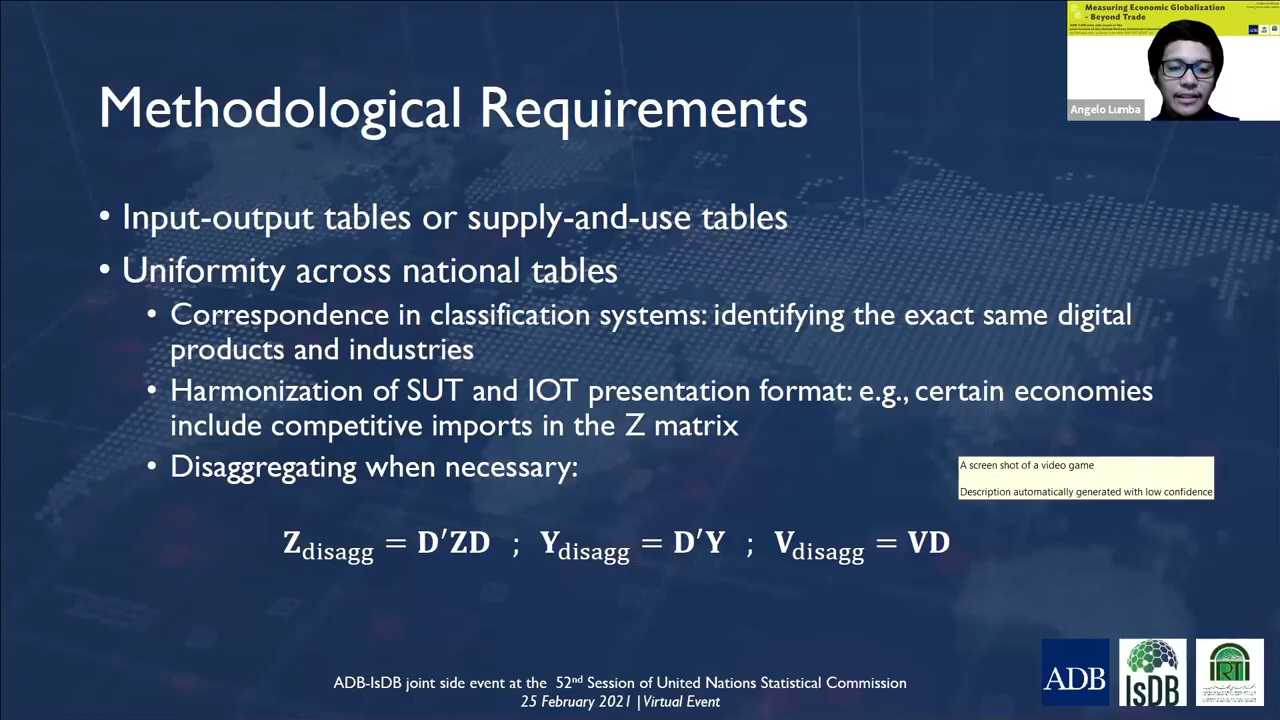 Measuring Economic Globalization
- Beyond Trade
Angelo Lumba
Methodological Requirements
• Input-output tables or supply-and-use tables
• Uniformity across national tables
• Correspondence in classification systems: identifying the exact same digital
products and industries
• Harmonization of SUT and IOT presentation format: e.g., certain economies
include competitive imports in the Z matrix
• Disaggregating when necessary:
A screen shot of a video game
Description automatically generated with low confidence
Z_disagg = D′ZD ; Y_disagg = D′Y ; V_disagg = VD
ADB-IsDB joint side event at the 52nd Session of United Nations Statistical Commission
25 February 2021 | Virtual Event
ADB
IsDB
IRTI